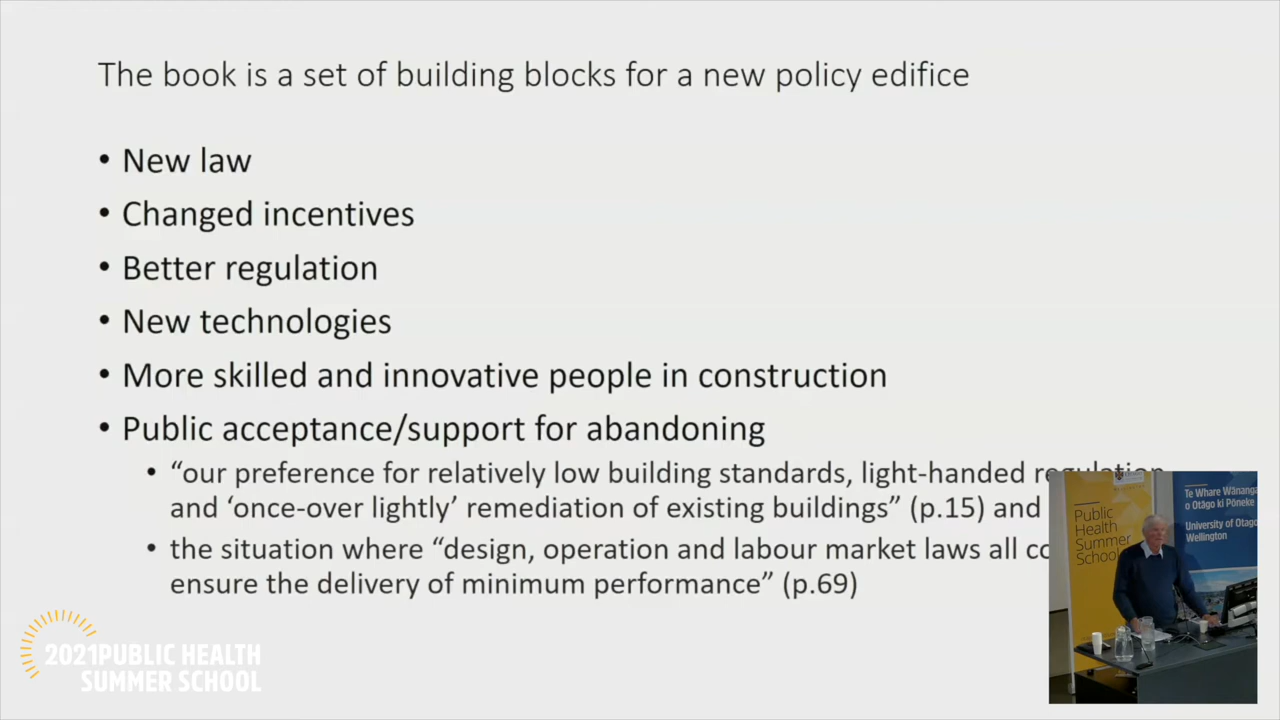 The book is a set of building blocks for a new policy edifice
• New law
• Changed incentives
• Better regulation
• New technologies
• More skilled and innovative people in construction
• Public acceptance/support for abandoning
• “our preference for relatively low building standards, light-handed regulation
and ‘once-over lightly’ remediation of existing buildings” (p.15) and
• the situation where “design, operation and labour market laws all
ensure the delivery of minimum performance” (p.69)
2021 PUBLIC HEALTH
SUMMER SCHOOL
Public
Health
Summer
School
Te Whare Wānanga
o Otāgo ki Pōneke
University of Otago
Wellington